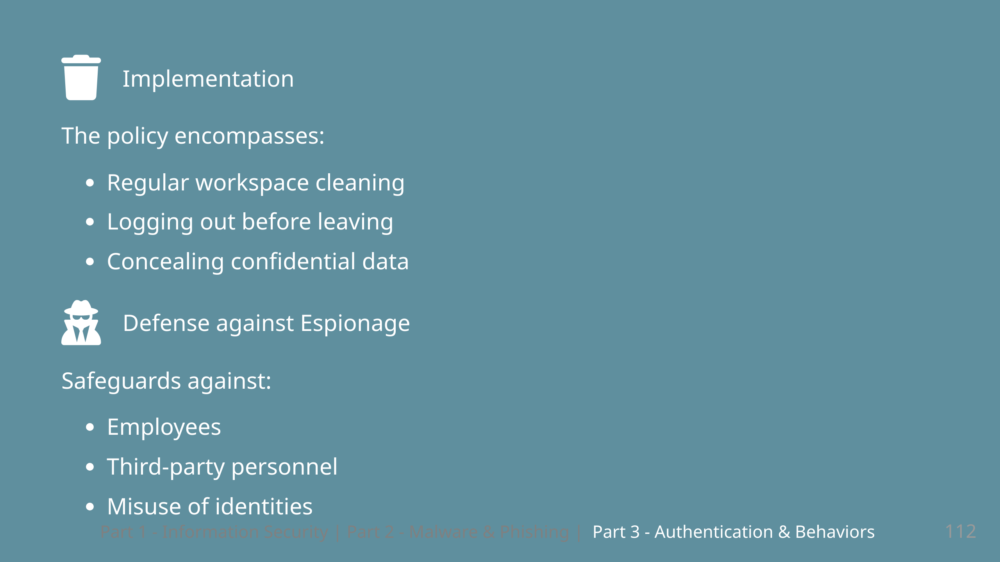 Implementation
The policy encompasses:
• Regular workspace cleaning
• Logging out before leaving
• Concealing confidential data
Defense against Espionage
Safeguards against:
• Employees
• Third-party personnel
• Misuse of identities
Part 1 - Information Security | Part 2 - Malware & Phishing | Part 3 - Authentication & Behaviors 112